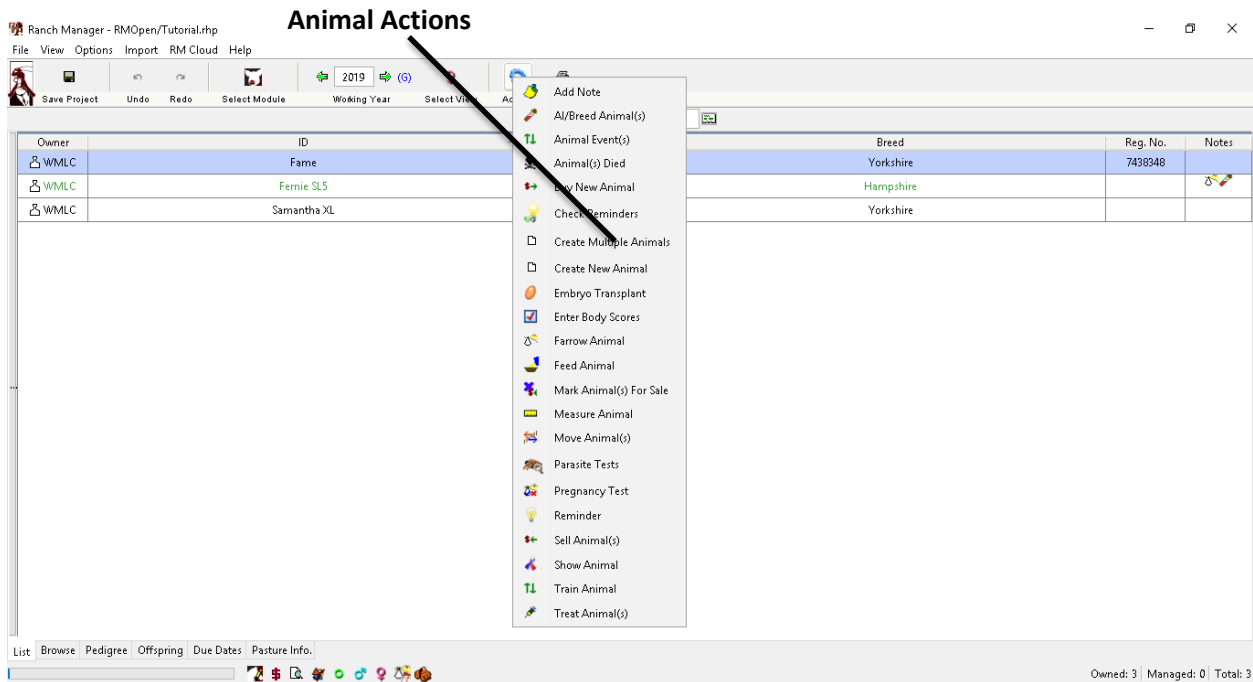 Animal Actions
Ranch Manager - RMOpen/Tutorial.rhp
File View Options Import RM Cloud Help
2019 (G)
Save Project Undo Redo Select Module Working Year Select View
Owner ID Breed Reg. No. Notes
WMLC Fame Yorkshire 7438348
WMLC Fernie SL5 Hampshire
WMLC Samantha XL Yorkshire
Add Note
AI/Breed Animal(s)
Animal Event(s)
Animal(s) Died
Buy New Animal
Check Reminders
Create Multiple Animals
Create New Animal
Embryo Transplant
Enter Body Scores
Farrow Animal
Feed Animal
Mark Animal(s) For Sale
Measure Animal
Move Animal(s)
Parasite Tests
Pregnancy Test
Reminder
Sell Animal(s)
Show Animal
Train Animal
Treat Animal(s)
List Browse Pedigree Offspring Due Dates Pasture Info.
Owned: 3 Managed: 0 Total: 3